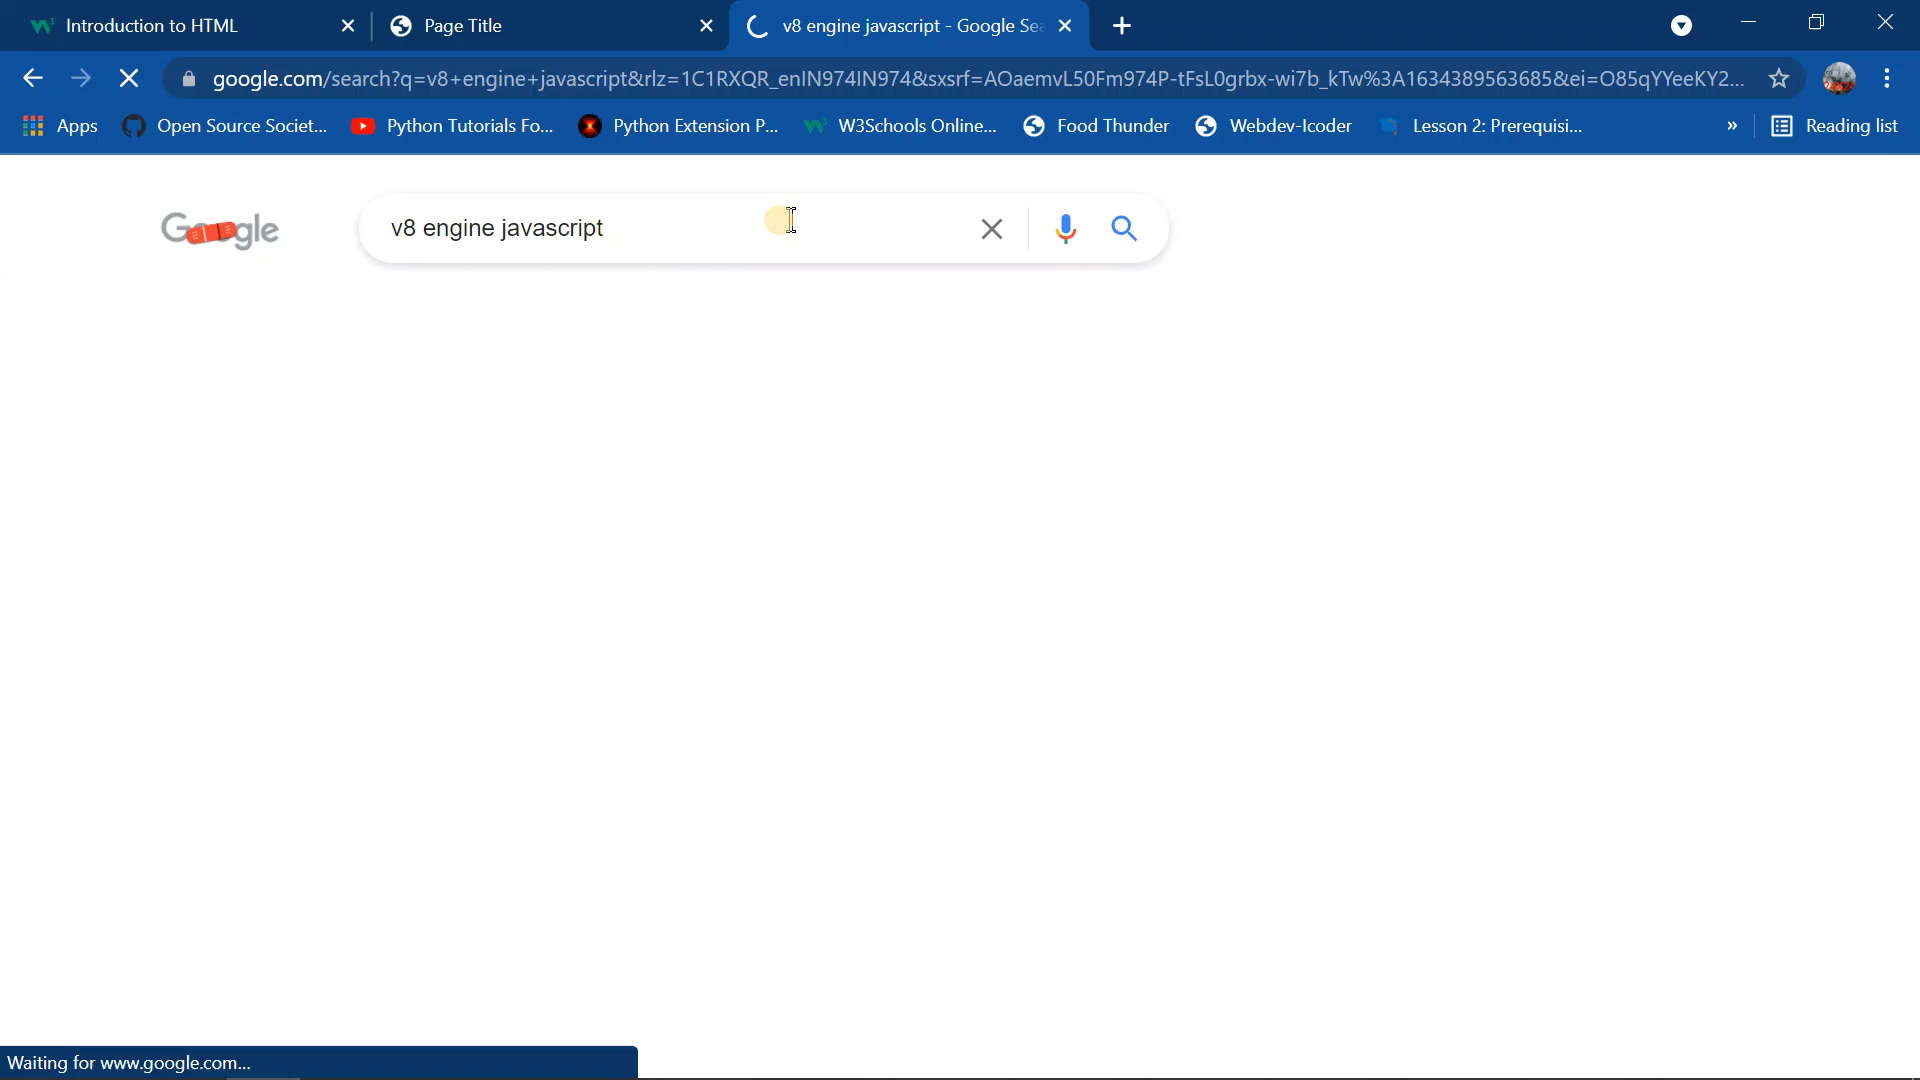 Introduction to HTML
Page Title
v8 engine javascript - Google Sea
google.com/search?q=v8+engine+javascript&rlz=1C1RXQR_enIN974IN974&sxsrf=AOaemvL50Fm974P-tFsL0grbx-wi7b_kTw%3A1634389563685&ei=O85qYYeeKY2...
Apps
Open Source Societ...
Python Tutorials Fo...
Python Extension P...
W3Schools Online...
Food Thunder
Webdev-Icoder
Lesson 2: Prerequisi...
»
Reading list
Google
v8 engine javascript
Waiting for www.google.com...